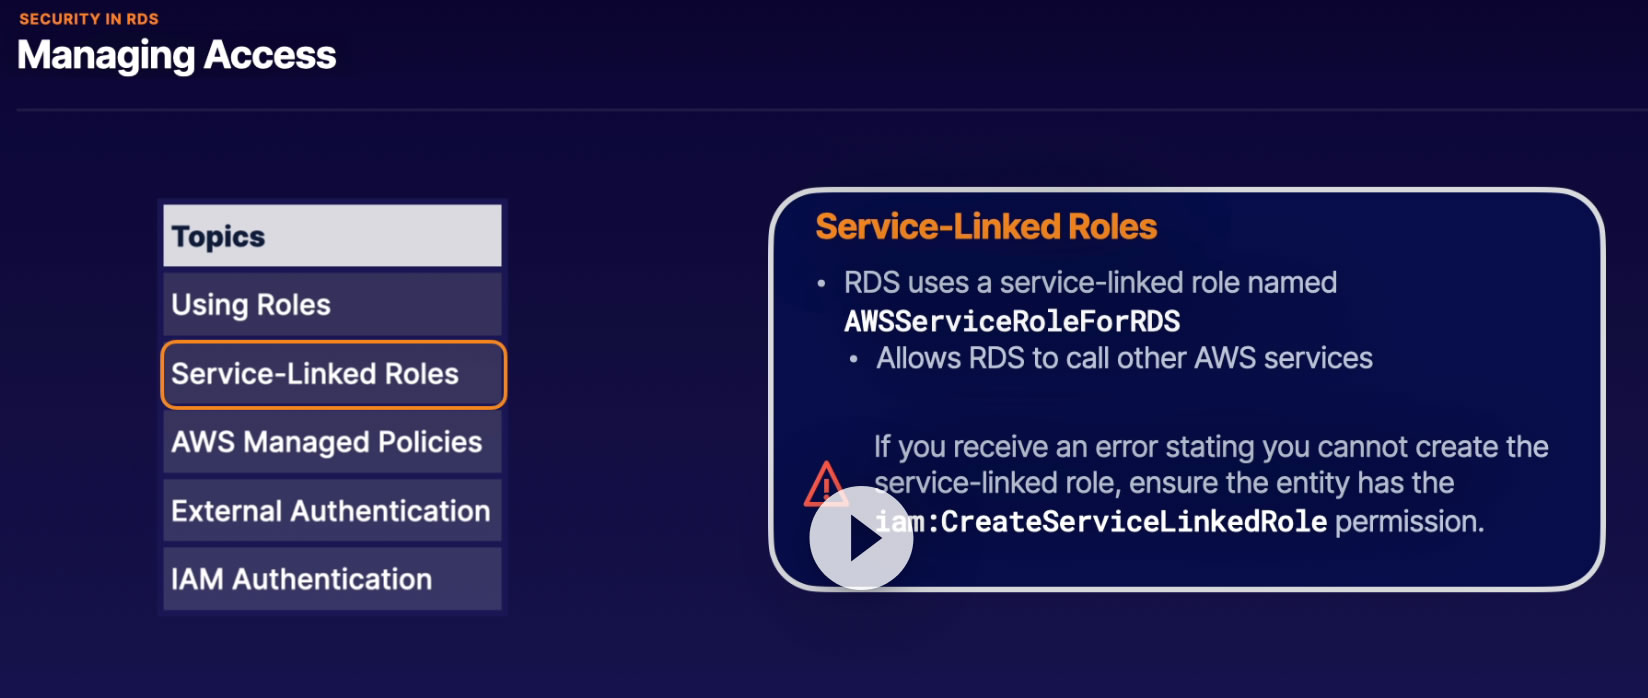 SECURITY IN RDS
Managing Access
Topics
Using Roles
Service-Linked Roles
AWS Managed Policies
External Authentication
IAM Authentication
Service-Linked Roles
• RDS uses a service-linked role named
AWSServiceRoleForRDS
• Allows RDS to call other AWS services
If you receive an error stating you cannot create the
service-linked role, ensure the entity has the
iam:CreateServiceLinkedRole permission.